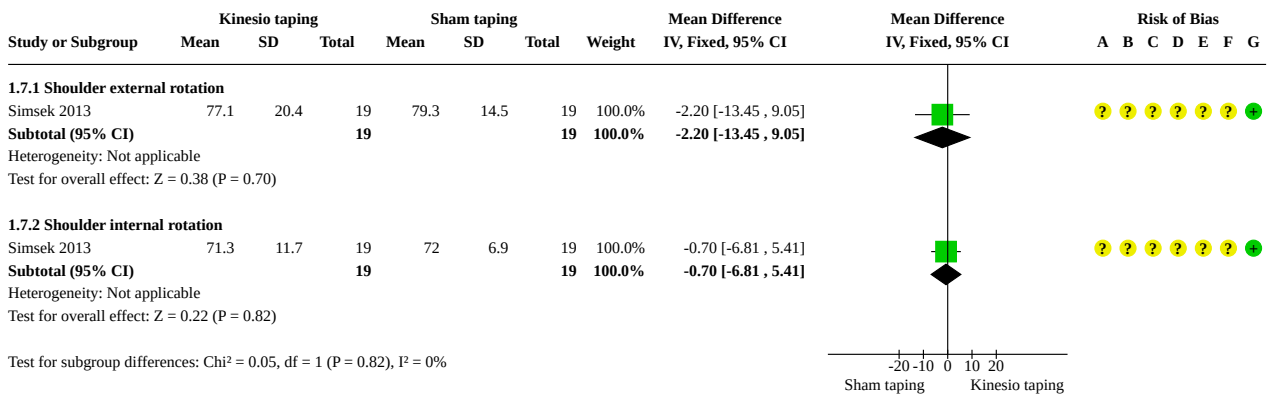 Kinesio taping Sham taping Mean Difference Mean Difference Risk of Bias
Study or Subgroup Mean SD Total Mean SD Total Weight IV, Fixed, 95% CI IV, Fixed, 95% CI A B C D E F G
1.7.1 Shoulder external rotation
Simsek 2013 77.1 20.4 19 79.3 14.5 19 100.0% -2.20 [-13.45 , 9.05] ? ? ? ? ? ? +
Subtotal (95% CI) 19 19 100.0% -2.20 [-13.45 , 9.05]
Heterogeneity: Not applicable
Test for overall effect: Z = 0.38 (P = 0.70)
1.7.2 Shoulder internal rotation
Simsek 2013 71.3 11.7 19 72 6.9 19 100.0% -0.70 [-6.81 , 5.41] ? ? ? ? ? ? +
Subtotal (95% CI) 19 19 100.0% -0.70 [-6.81 , 5.41]
Heterogeneity: Not applicable
Test for overall effect: Z = 0.22 (P = 0.82)
Test for subgroup differences: Chi² = 0.05, df = 1 (P = 0.82), I² = 0%
-20 -10 0 10 20
Sham taping Kinesio taping